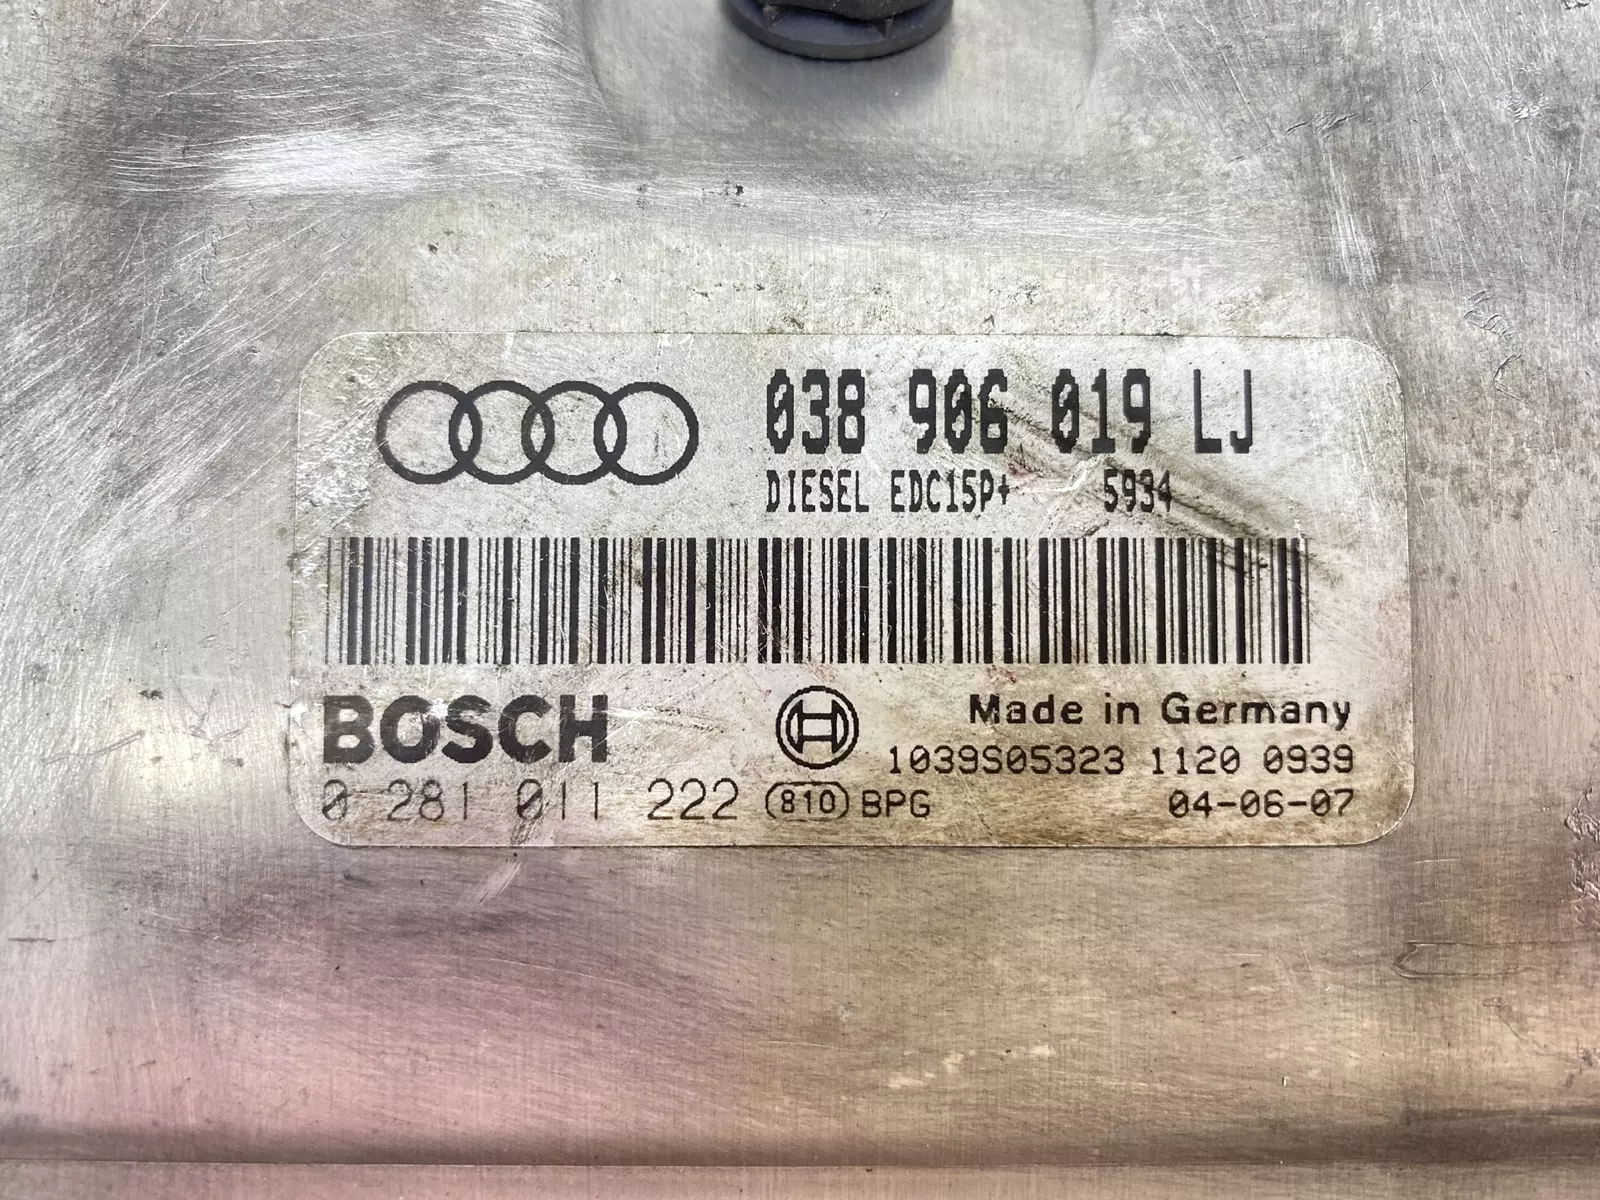 038 906 019 LJ
DIESEL EDC15P+ 5934
BOSCH
Made in Germany
1039S05323 1120 0939
0 281 011 222 810 BPG 04-06-07